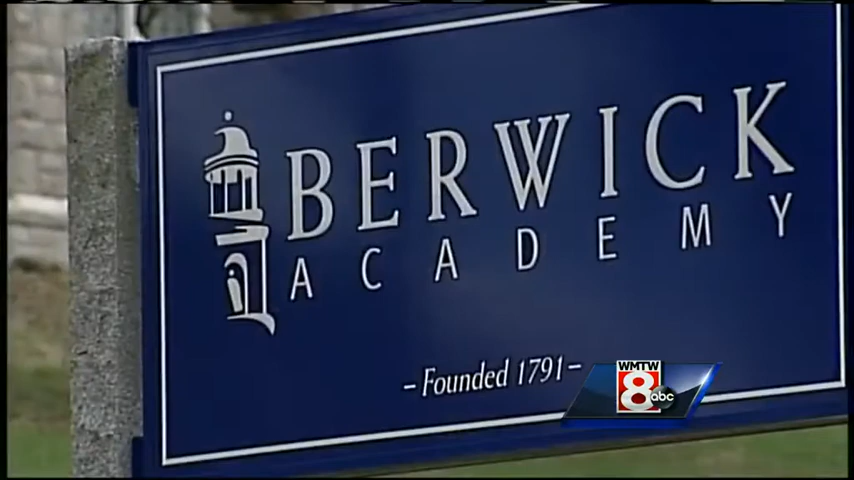 BERWICK
ACADEMY
– Founded 1791 –
WMTW
8 abc